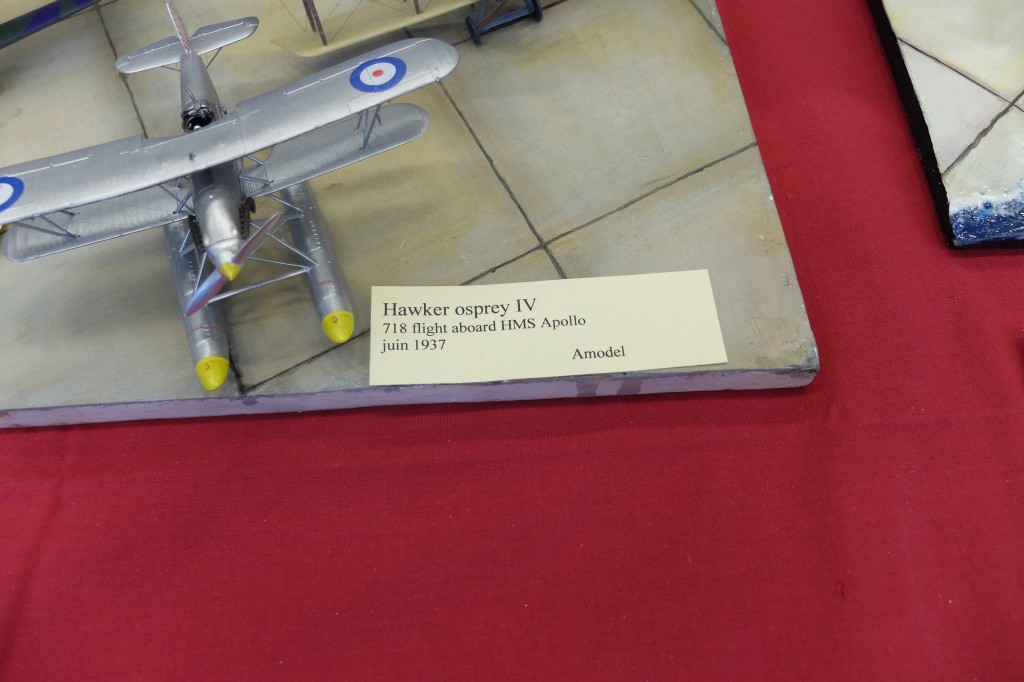 Hawker osprey IV
718 flight aboard HMS Apollo
juin 1937
Amodel